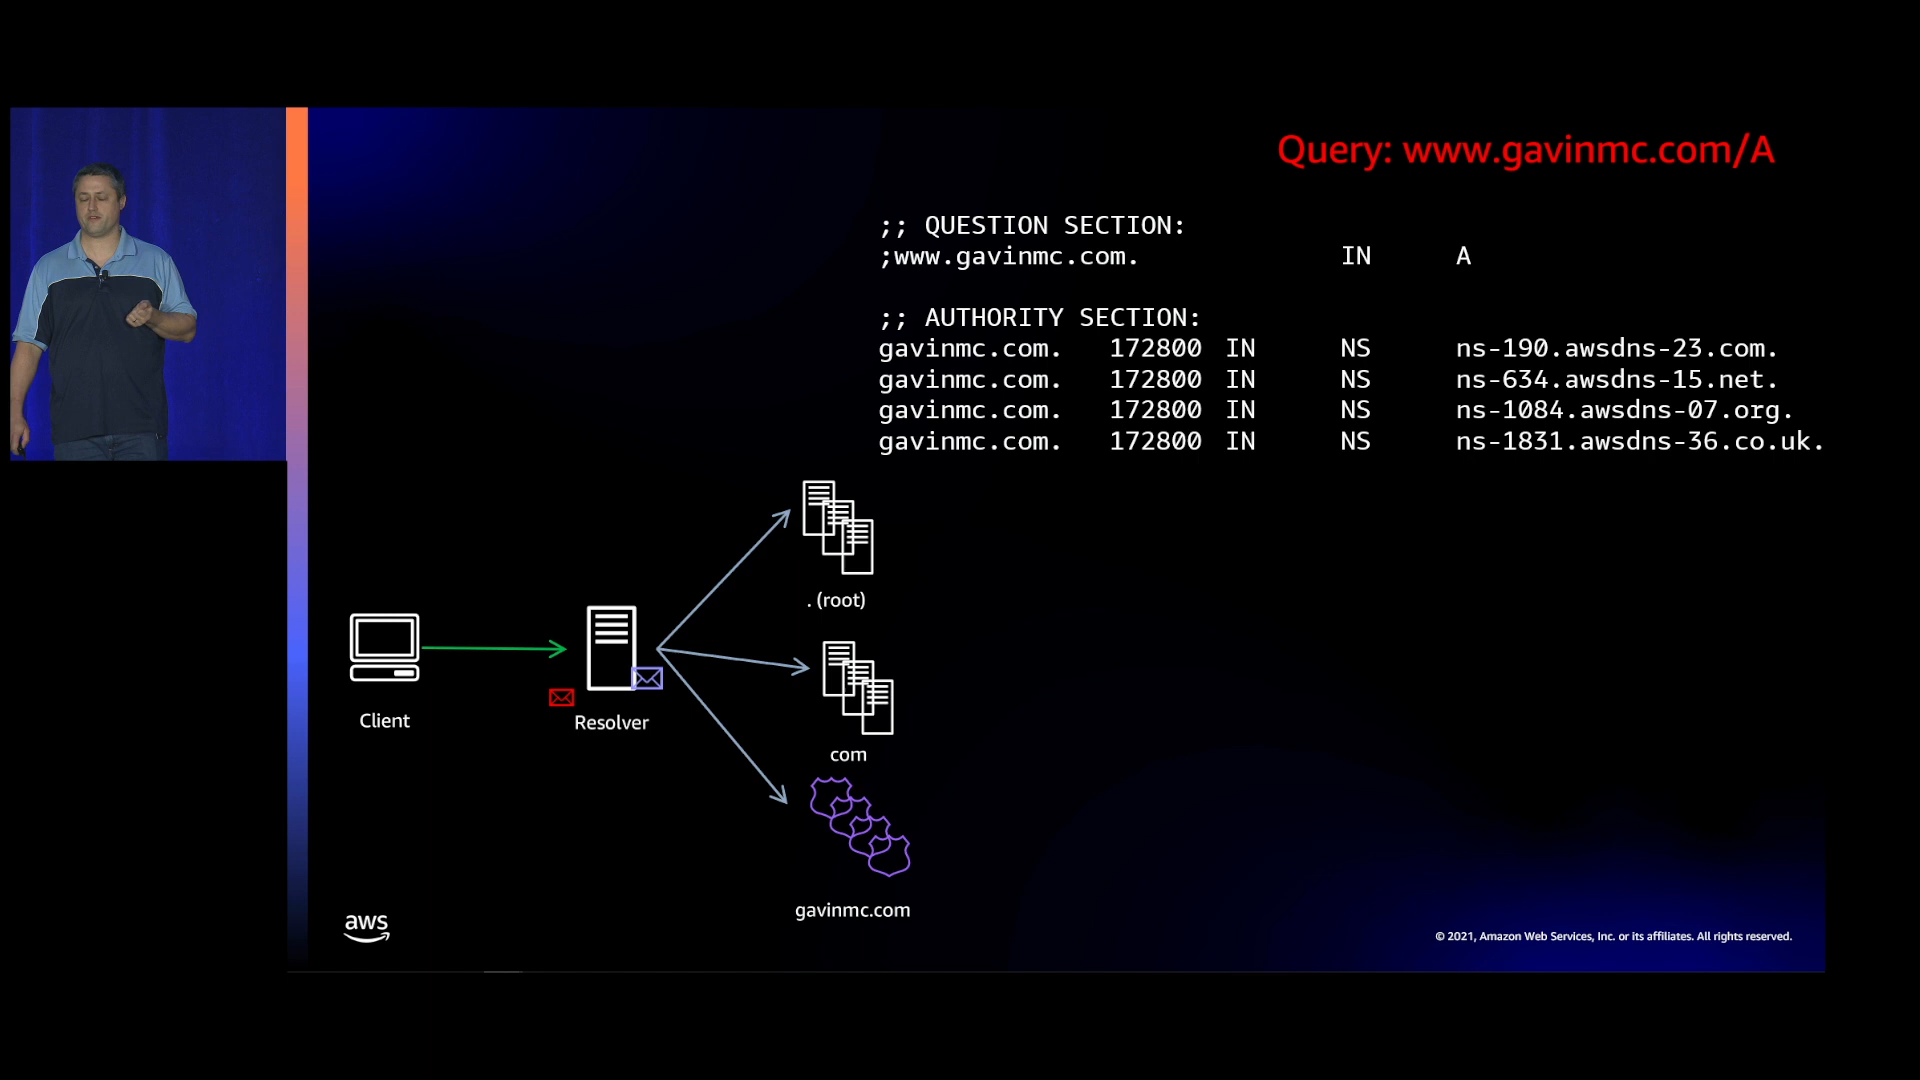 Query: www.gavinmc.com/A
;; QUESTION SECTION:
;www.gavinmc.com. IN A
;; AUTHORITY SECTION:
gavinmc.com. 172800 IN NS ns-190.awsdns-23.com.
gavinmc.com. 172800 IN NS ns-634.awsdns-15.net.
gavinmc.com. 172800 IN NS ns-1084.awsdns-07.org.
gavinmc.com. 172800 IN NS ns-1831.awsdns-36.co.uk.
. (root)
Client
Resolver
com
gavinmc.com
aws
© 2021, Amazon Web Services, Inc. or its affiliates. All rights reserved.